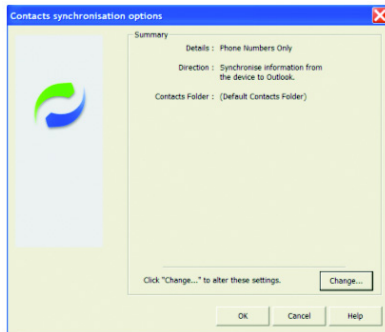 Contacts synchronisation options
Summary
Details : Phone Numbers Only
Direction : Synchronise information from
the device to Outlook.
Contacts Folder : (Default Contacts Folder)
Click "Change..." to alter these settings.
Change...
OK Cancel Help